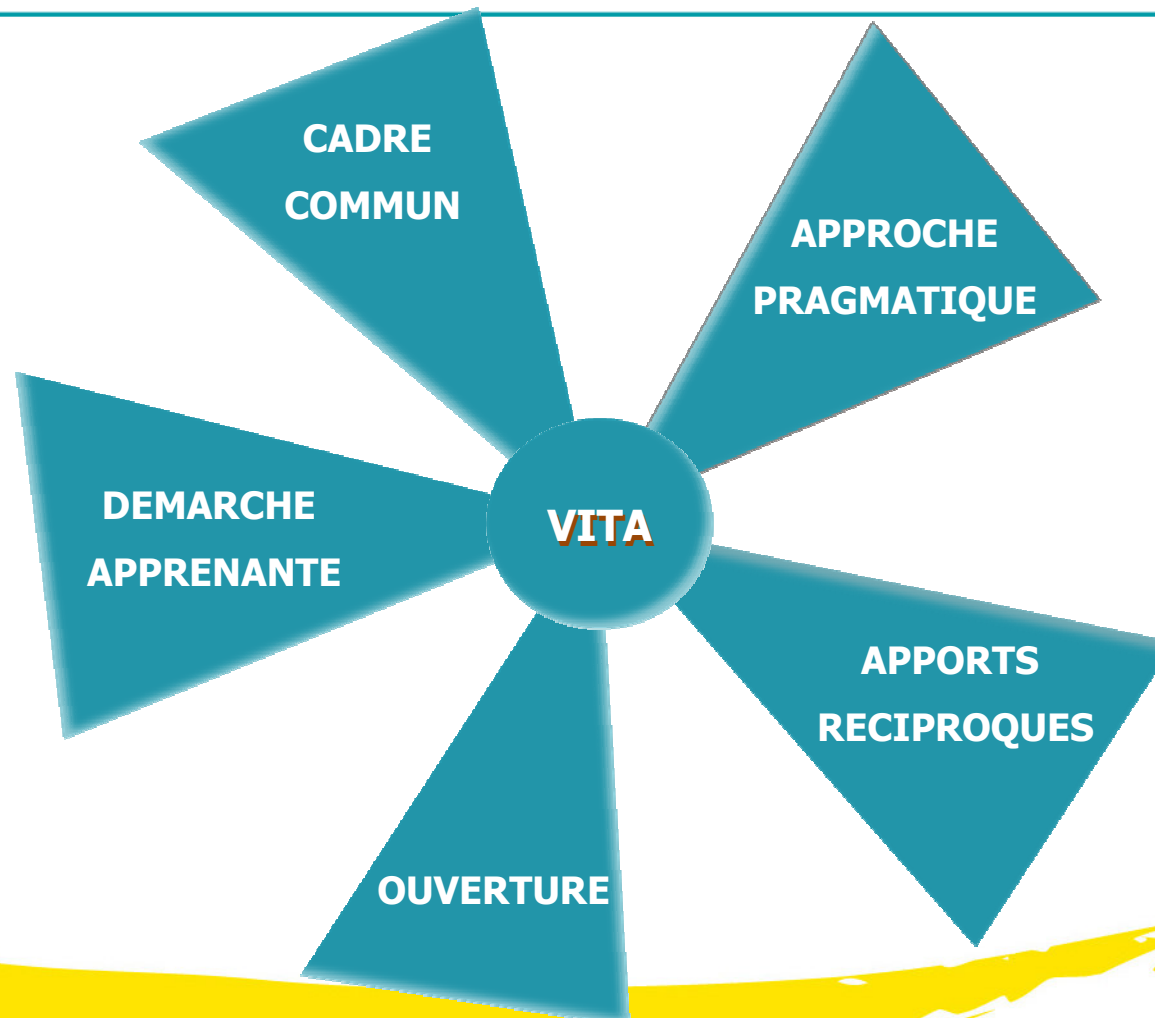 CADRE
COMMUN
APPROCHE
PRAGMATIQUE
DEMARCHE
APPRENANTE
VITA
APPORTS
RECIPROQUES
OUVERTURE